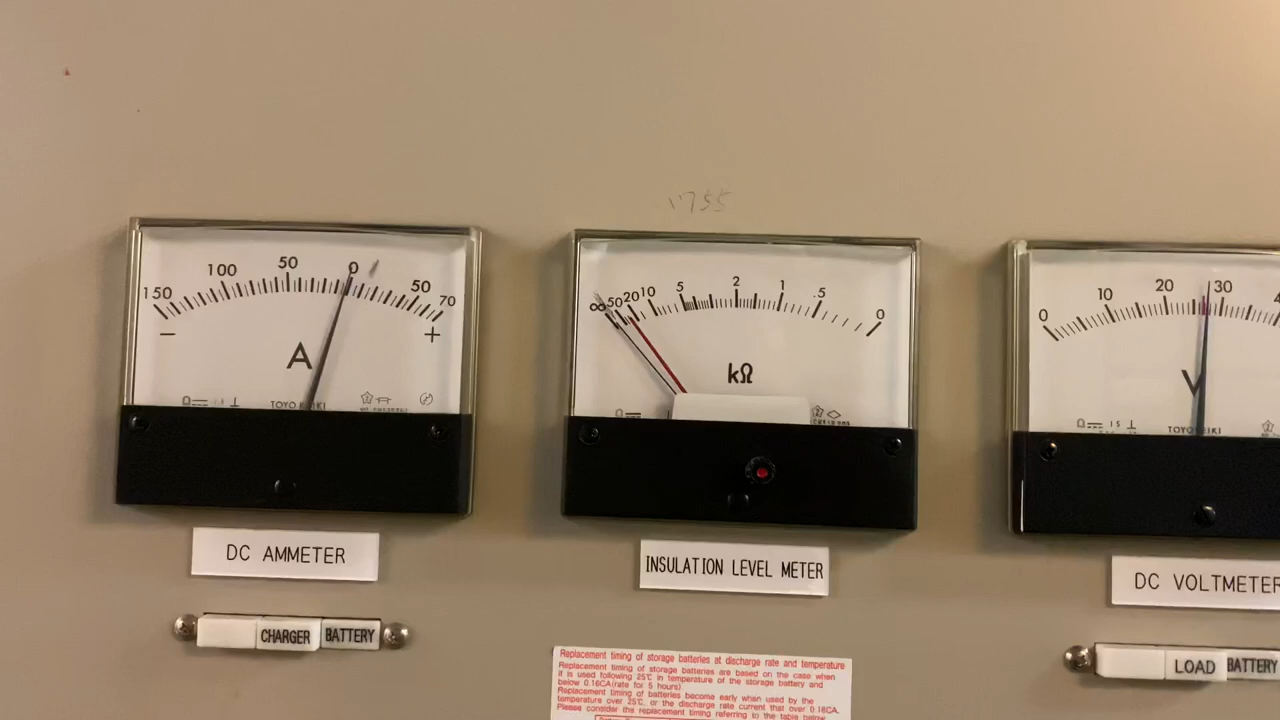 1755
150 100 50 0 50 70
− +
A
TOYO KEIKI
DC AMMETER
CHARGER BATTERY
∞ 50 20 10 5 2 1 .5 0
kΩ
INSULATION LEVEL METER
0 10 20 30
V
1.5
TOYO KEIKI
DC VOLTMETER
LOAD BATTERY
Replacement timing of storage batteries at discharge rate and temperature
Replacement timing of storage batteries are based on the case when
it is used following 25℃ in temperature of the storage battery and
below 0.16CA(rate for 5 hours)
Replacement timing of batteries become early when used by the
temperature over 25℃, or the discharge rate current that over 0.16CA.
Please consider the replacement timing referring to the table below